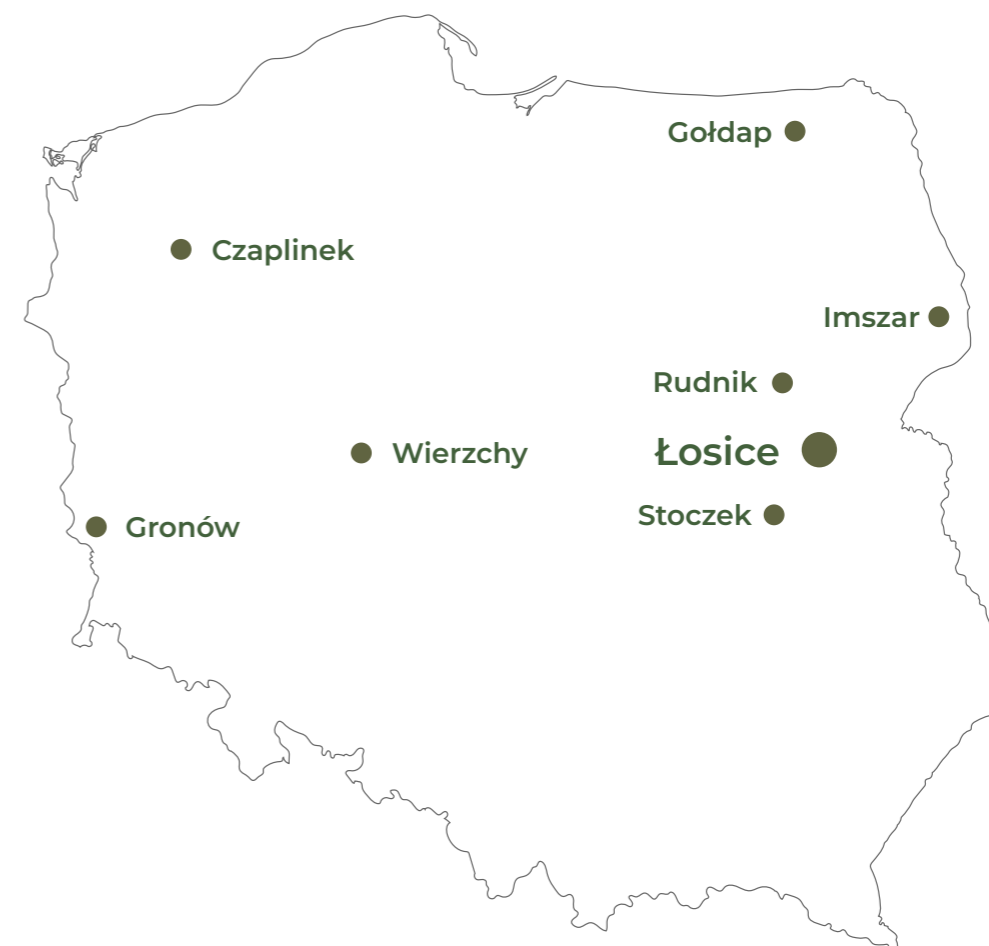 Gołdap
Czaplinek
Imszar
Rudnik
Łosice
Wierzchy
Stoczek
Gronów